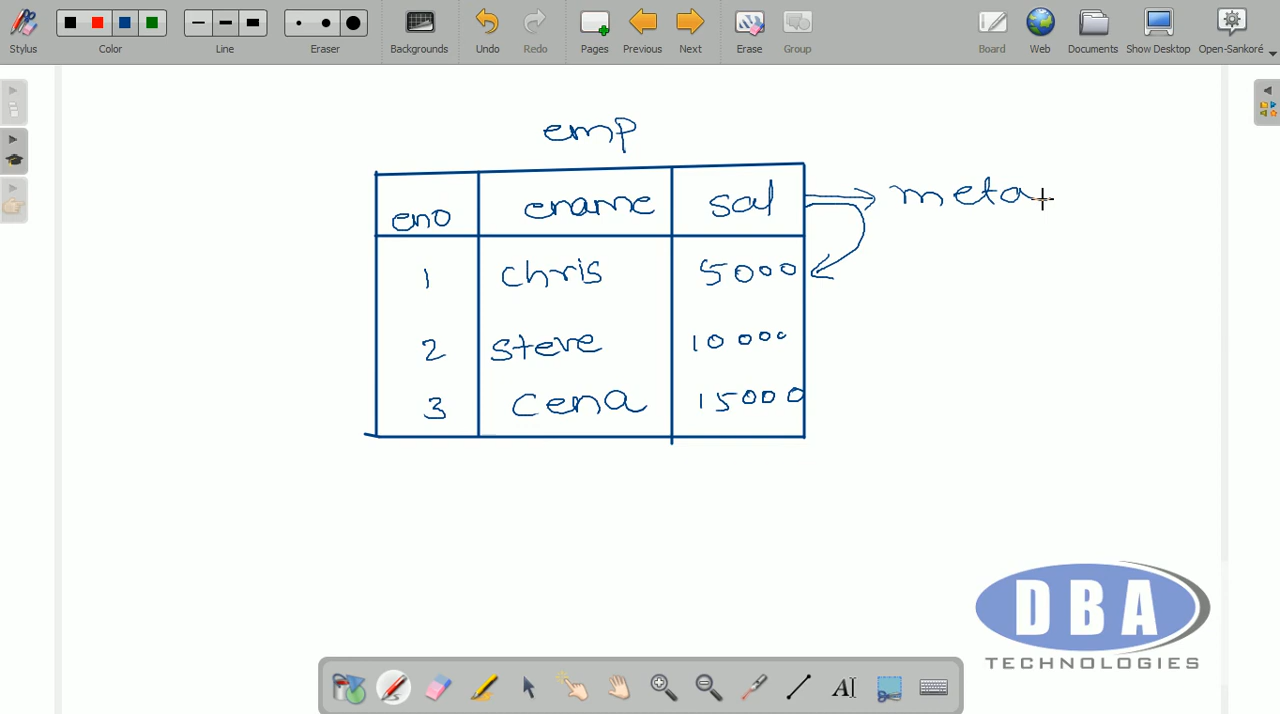 Stylus Color Line Eraser Backgrounds Undo Redo Pages Previous Next Erase Group Board Web Documents Show Desktop Open-Sankoré
emp
eno ename sal meta
1 chris 5000
2 steve 10000
3 cena 15000
DBA
TECHNOLOGIES